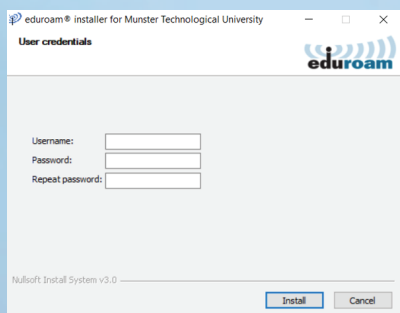 eduroam® installer for Munster Technological University
User credentials
eduroam
Username:
Password:
Repeat password:
Nullsoft Install System v3.0
Install Cancel